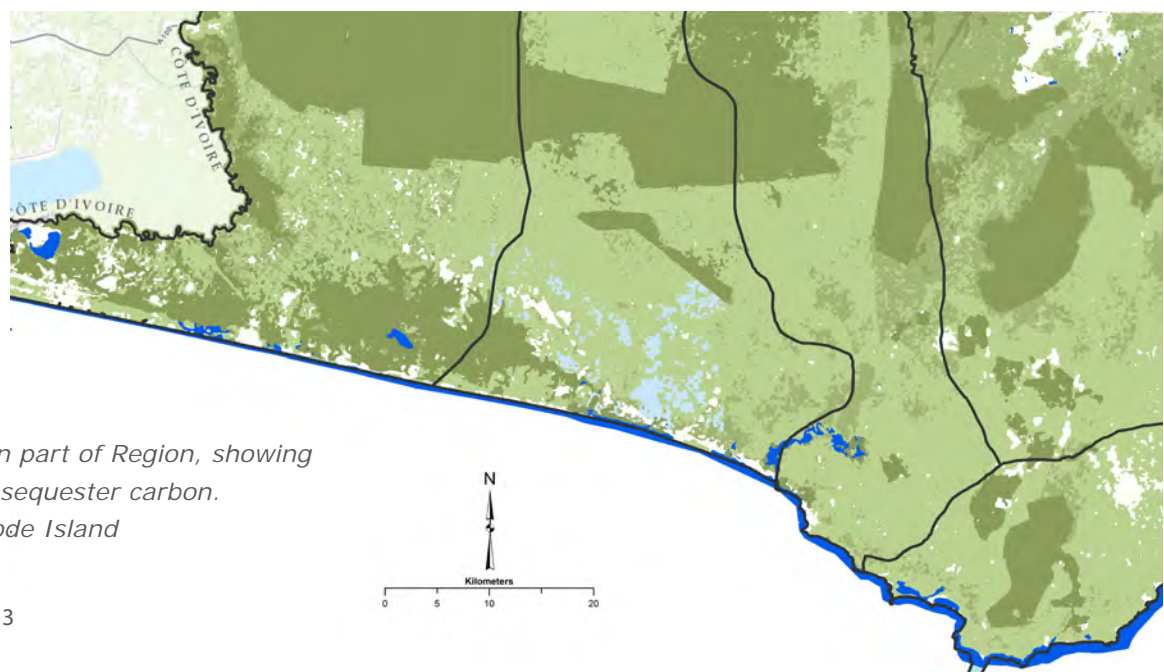 CÔTE D'IVOIRE
ÔTE D'IVOIRE
n part of Region, showing
sequester carbon.
ode Island
N
Kilometers
0 5 10 20
3